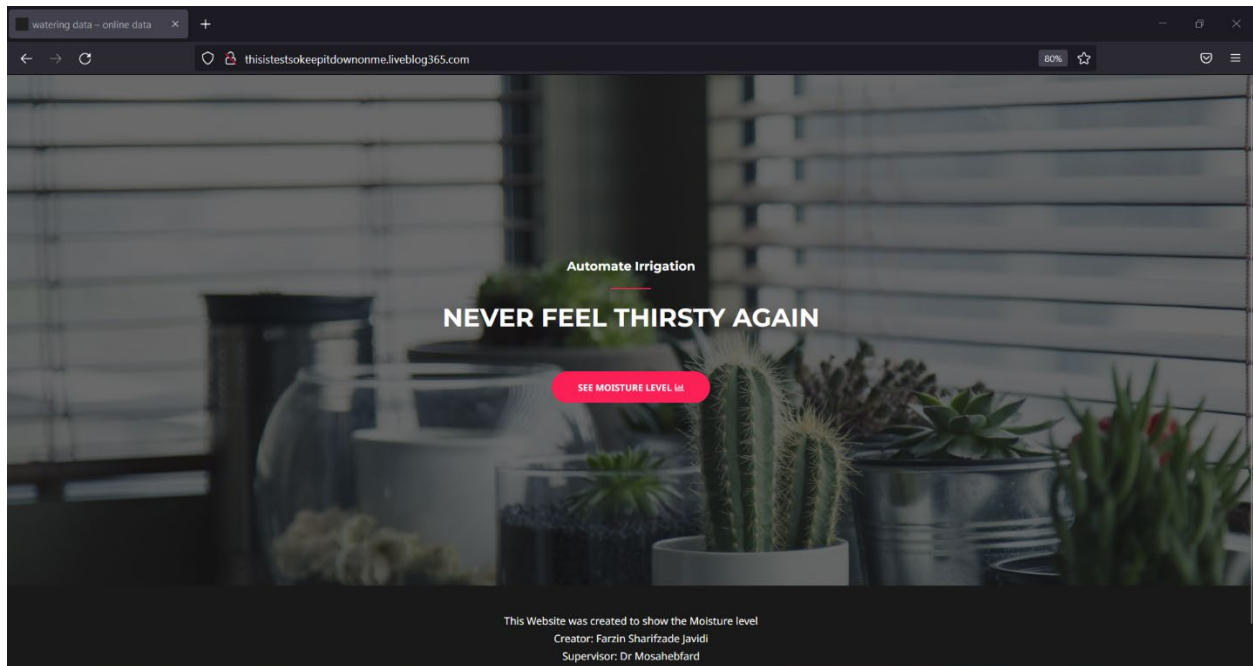 watering data – online data
thisistestsokeepitdownonme.liveblog365.com
80%
Automate Irrigation
NEVER FEEL THIRSTY AGAIN
SEE MOISTURE LEVEL
This Website was created to show the Moisture level
Creator: Farzin Sharifzade Javidi
Supervisor: Dr Mosahebfard